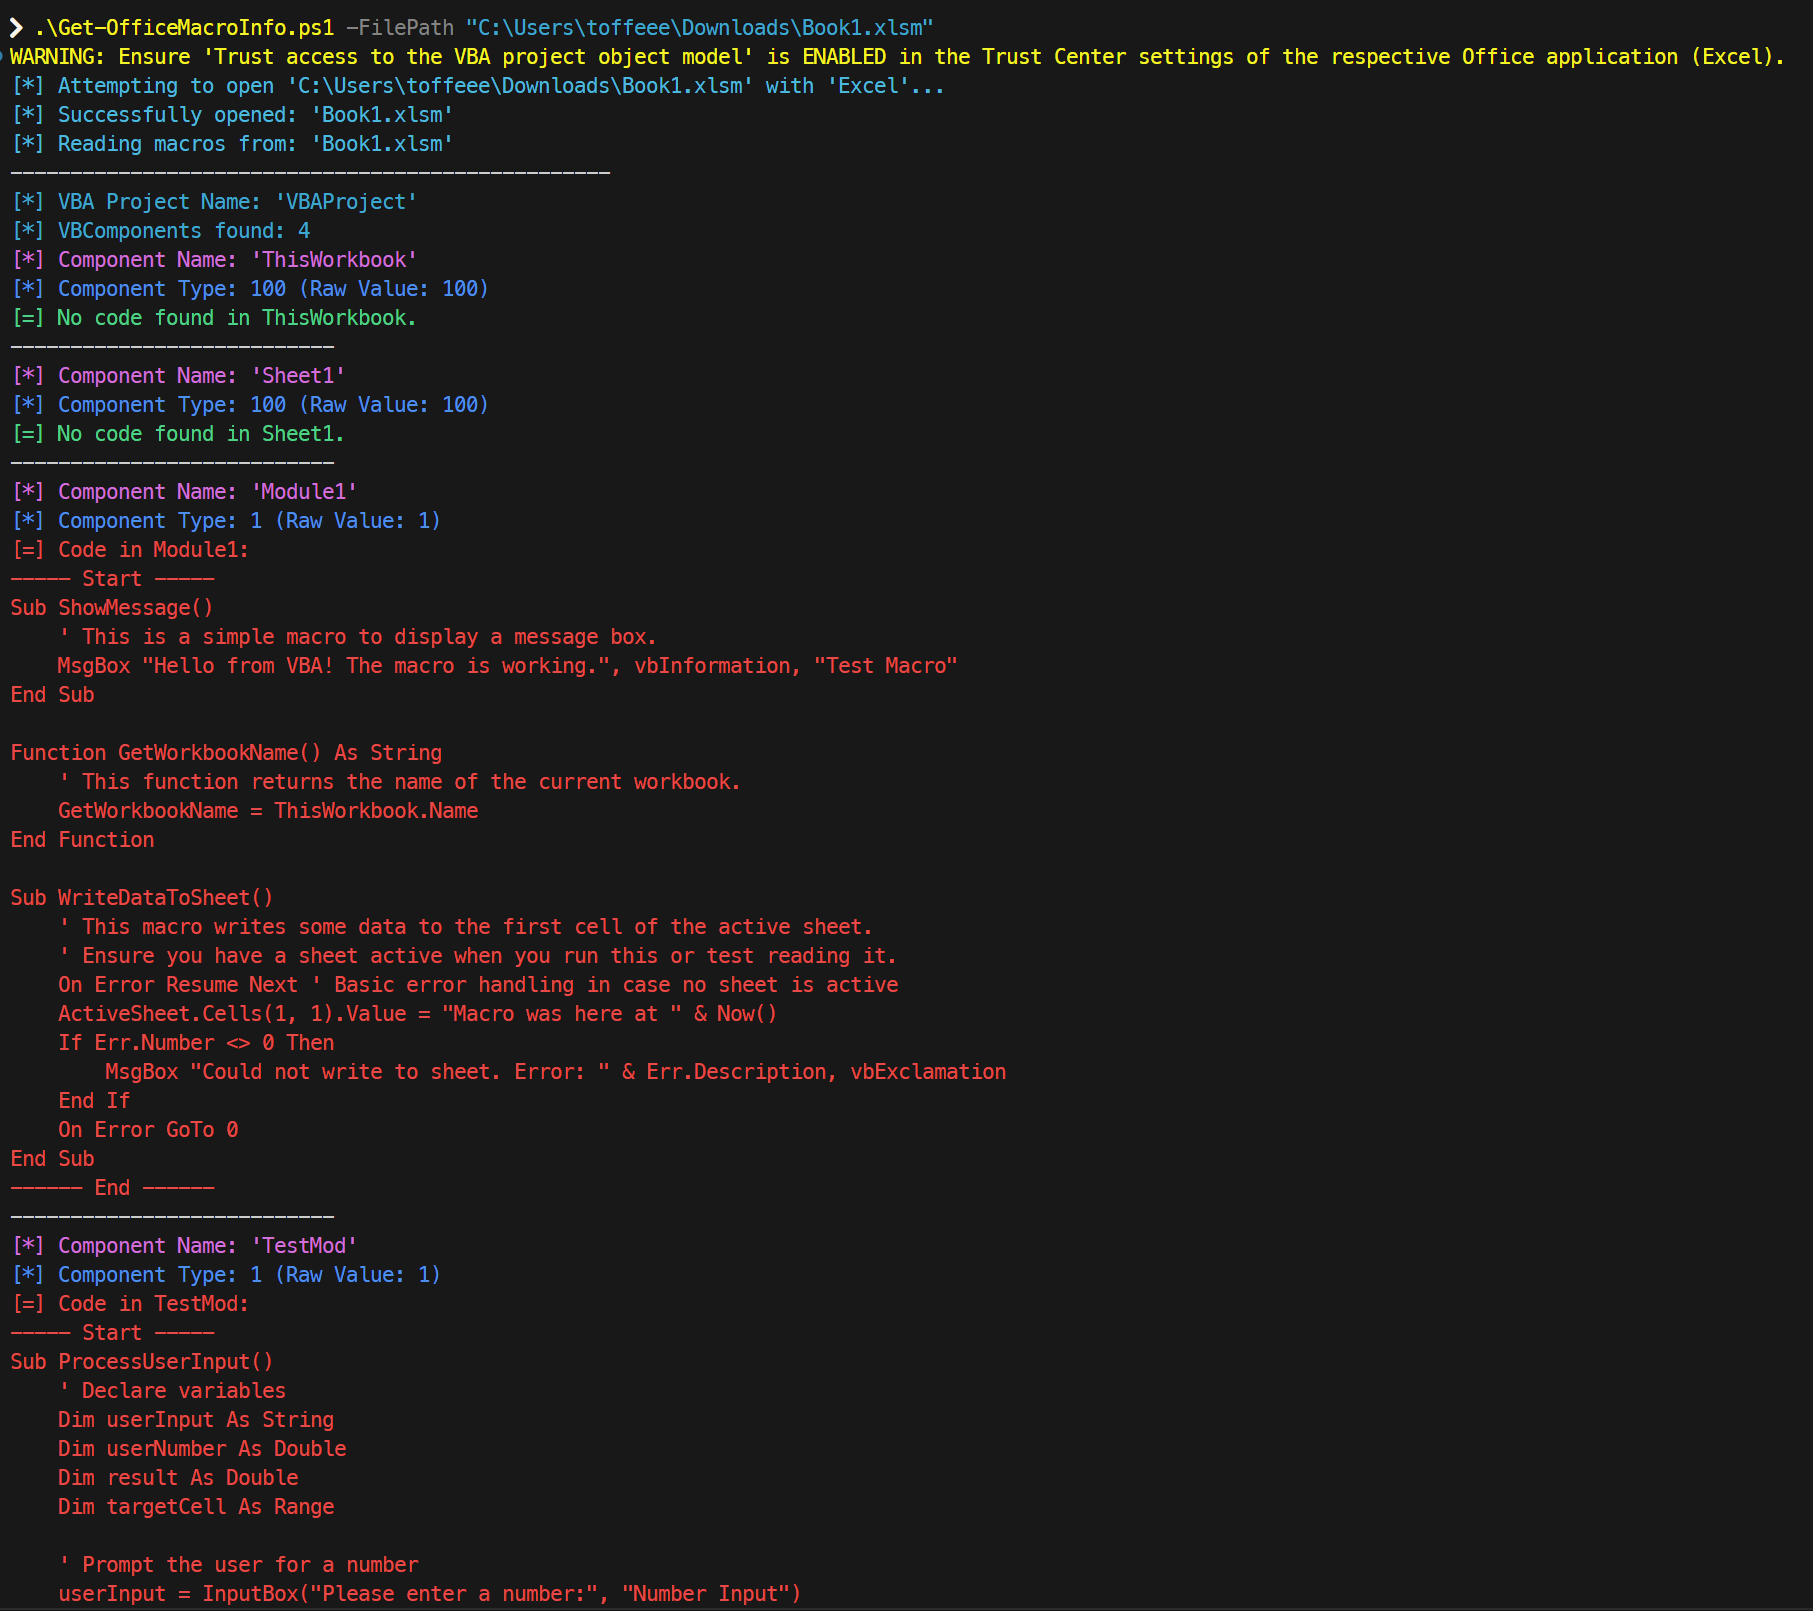 ❯ .\Get-OfficeMacroInfo.ps1 -FilePath "C:\Users\toffeee\Downloads\Book1.xlsm"
WARNING: Ensure 'Trust access to the VBA project object model' is ENABLED in the Trust Center settings of the respective Office application (Excel).
[*] Attempting to open 'C:\Users\toffeee\Downloads\Book1.xlsm' with 'Excel'...
[*] Successfully opened: 'Book1.xlsm'
[*] Reading macros from: 'Book1.xlsm'
--------------------------------------------------
[*] VBA Project Name: 'VBAProject'
[*] VBComponents found: 4
[*] Component Name: 'ThisWorkbook'
[*] Component Type: 100 (Raw Value: 100)
[=] No code found in ThisWorkbook.
---------------------------
[*] Component Name: 'Sheet1'
[*] Component Type: 100 (Raw Value: 100)
[=] No code found in Sheet1.
---------------------------
[*] Component Name: 'Module1'
[*] Component Type: 1 (Raw Value: 1)
[=] Code in Module1:
----- Start -----
Sub ShowMessage()
    ' This is a simple macro to display a message box.
    MsgBox "Hello from VBA! The macro is working.", vbInformation, "Test Macro"
End Sub

Function GetWorkbookName() As String
    ' This function returns the name of the current workbook.
    GetWorkbookName = ThisWorkbook.Name
End Function

Sub WriteDataToSheet()
    ' This macro writes some data to the first cell of the active sheet.
    ' Ensure you have a sheet active when you run this or test reading it.
    On Error Resume Next ' Basic error handling in case no sheet is active
    ActiveSheet.Cells(1, 1).Value = "Macro was here at " & Now()
    If Err.Number <> 0 Then
        MsgBox "Could not write to sheet. Error: " & Err.Description, vbExclamation
    End If
    On Error GoTo 0
End Sub
------ End ------
---------------------------
[*] Component Name: 'TestMod'
[*] Component Type: 1 (Raw Value: 1)
[=] Code in TestMod:
----- Start -----
Sub ProcessUserInput()
    ' Declare variables
    Dim userInput As String
    Dim userNumber As Double
    Dim result As Double
    Dim targetCell As Range

    ' Prompt the user for a number
    userInput = InputBox("Please enter a number:", "Number Input")